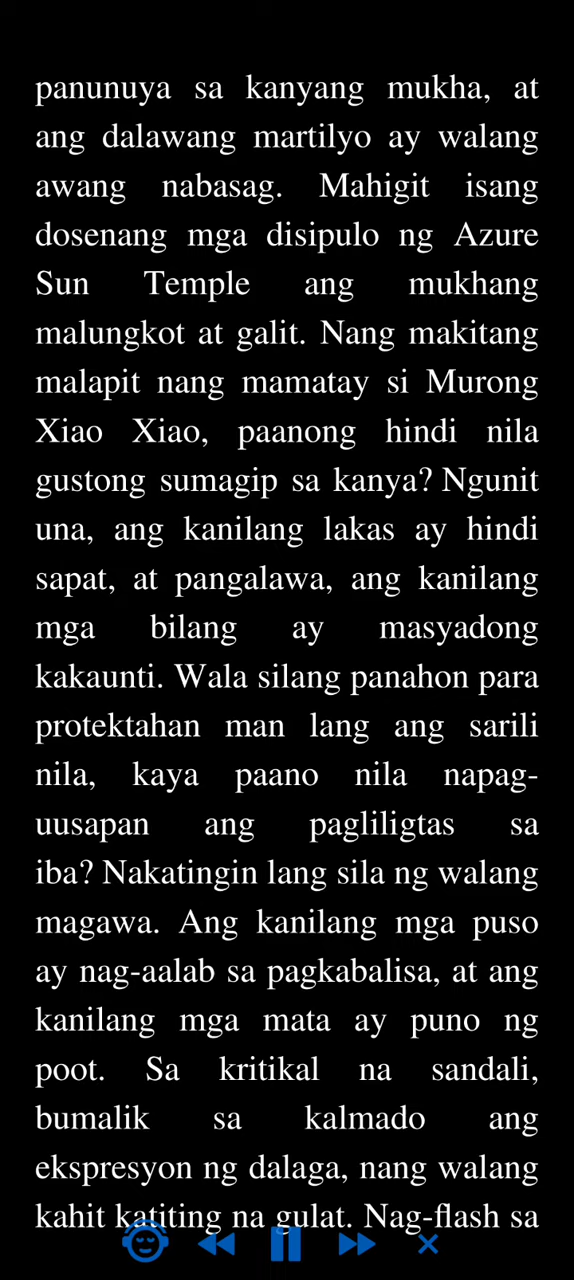 panunuya sa kanyang mukha, at
ang dalawang martilyo ay walang
awang nabasag. Mahigit isang
dosenang mga disipulo ng Azure
Sun Temple ang mukhang
malungkot at galit. Nang makitang
malapit nang mamatay si Murong
Xiao Xiao, paanong hindi nila
gustong sumagip sa kanya? Ngunit
una, ang kanilang lakas ay hindi
sapat, at pangalawa, ang kanilang
mga bilang ay masyadong
kakaunti. Wala silang panahon para
protektahan man lang ang sarili
nila, kaya paano nila napag-
uusapan ang pagliligtas sa
iba? Nakatingin lang sila ng walang
magawa. Ang kanilang mga puso
ay nag-aalab sa pagkabalisa, at ang
kanilang mga mata ay puno ng
poot. Sa kritikal na sandali,
bumalik sa kalmado ang
ekspresyon ng dalaga, nang walang
kahit katiting na gulat. Nag-flash sa